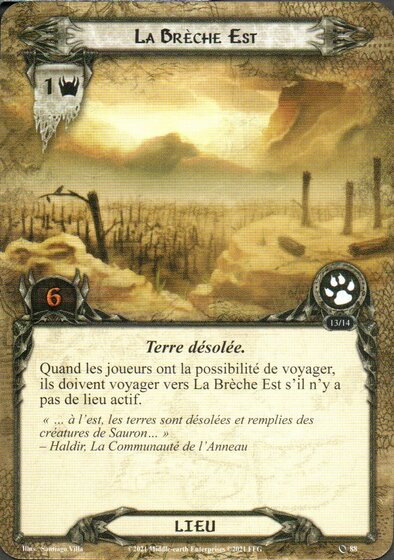 La Brèche Est
1
6
13/14
Terre désolée.
Quand les joueurs ont la possibilité de voyager,
ils doivent voyager vers La Brèche Est s'il n'y a
pas de lieu actif.
« ... à l'est, les terres sont désolées et remplies des
créatures de Sauron... »
– Haldir, La Communauté de l'Anneau
LIEU
Illus. Santiago Villa ©2021 Middle-earth Enterprises ©2021 FFG 88